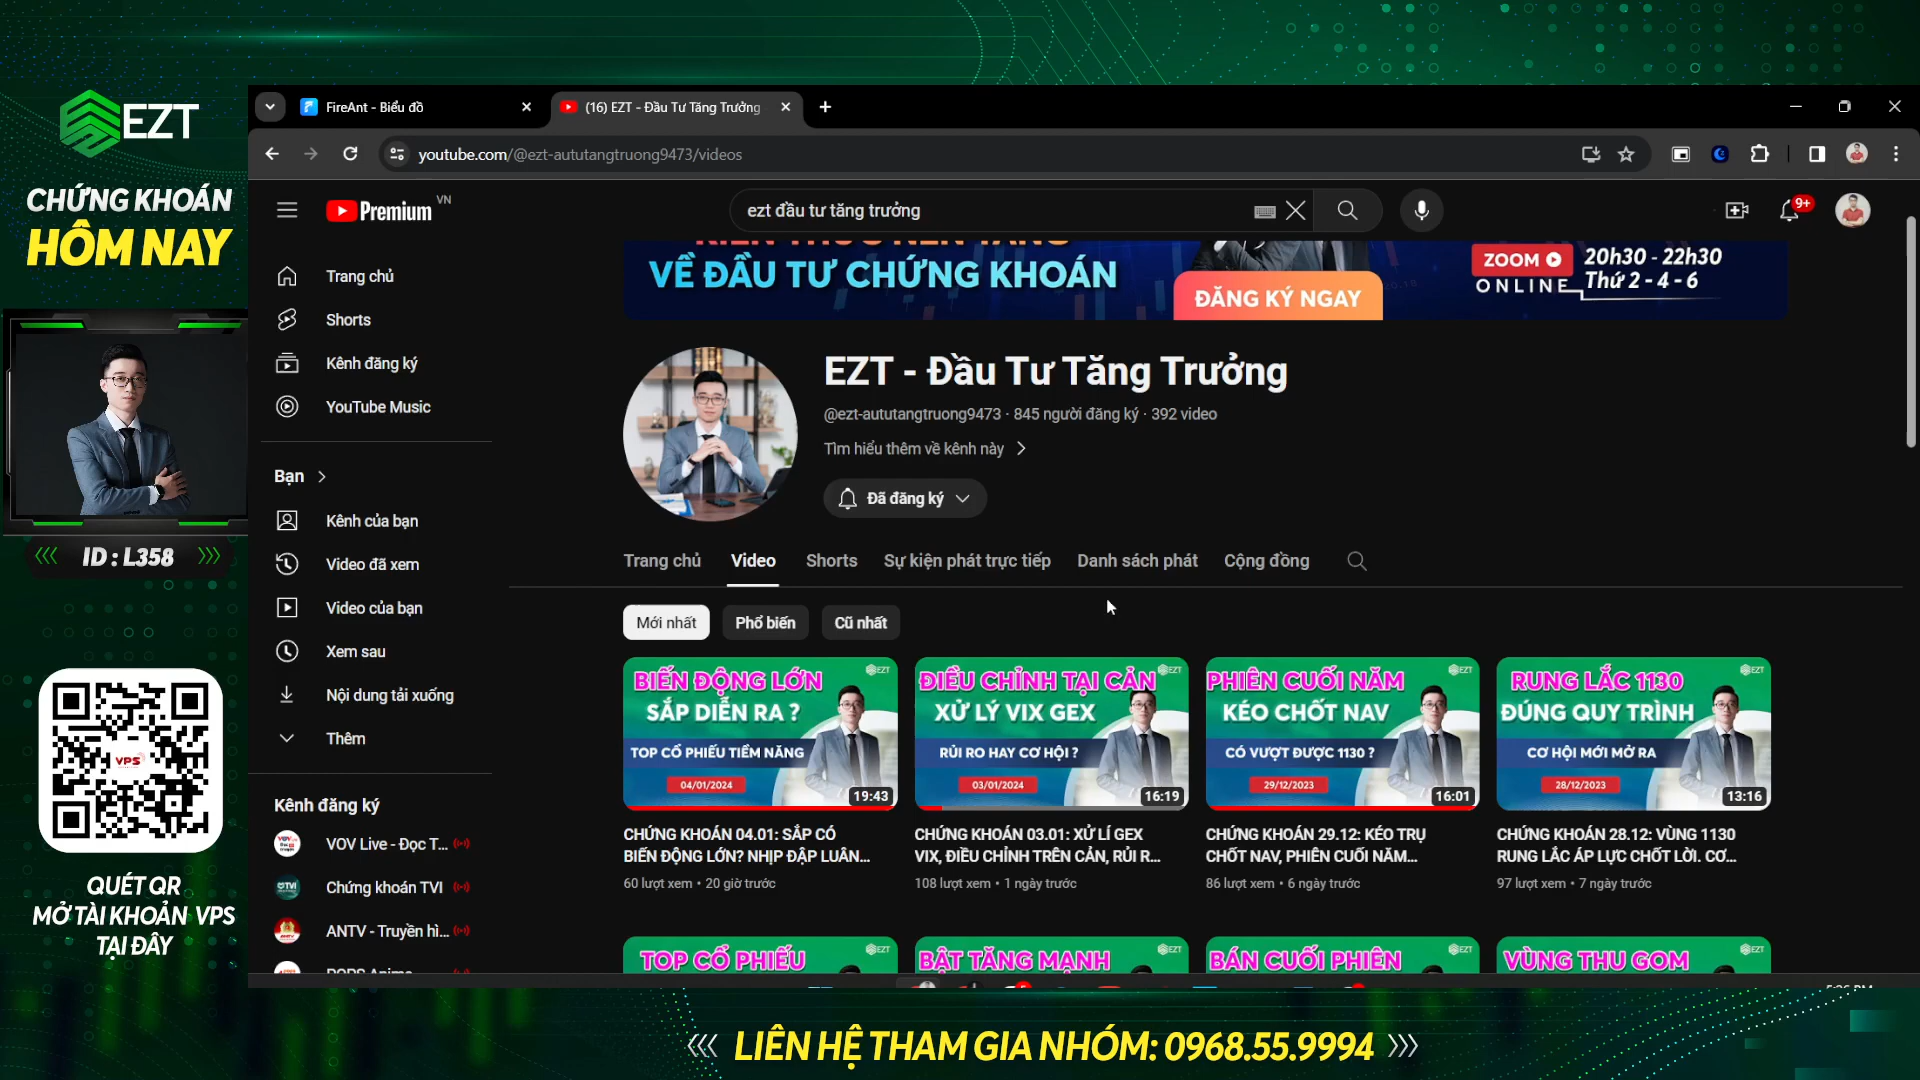 EZT
CHỨNG KHOÁN
HÔM NAY
ID : L358
VPS
QUÉT QR
MỞ TÀI KHOẢN VPS
TẠI ĐÂY
FireAnt - Biểu đồ
(16) EZT - Đầu Tư Tăng Trưởng
youtube.com/@ezt-aututangtruong9473/videos
Premium VN
ezt đầu tư tăng trưởng
9+
Trang chủ
Shorts
Kênh đăng ký
YouTube Music
Bạn
Kênh của bạn
Video đã xem
Video của bạn
Xem sau
Nội dung tải xuống
Thêm
Kênh đăng ký
VOV Live - Đọc T...
Chứng khoán TVI
ANTV - Truyền hì...
POPS Anime
VỀ ĐẦU TƯ CHỨNG KHOÁN
ĐĂNG KÝ NGAY
ZOOM
ONLINE
20h30 - 22h30
Thứ 2 - 4 - 6
EZT - Đầu Tư Tăng Trưởng
@ezt-aututangtruong9473 · 845 người đăng ký · 392 video
Tìm hiểu thêm về kênh này
Đã đăng ký
Trang chủ Video Shorts Sự kiện phát trực tiếp Danh sách phát Cộng đồng
Mới nhất Phổ biến Cũ nhất
BIẾN ĐỘNG LỚN
SẮP DIỄN RA ?
TOP CỔ PHIẾU TIỀM NĂNG
04/01/2024
EZT
19:43
CHỨNG KHOÁN 04.01: SẮP CÓ
BIẾN ĐỘNG LỚN? NHỊP ĐẬP LUÂN...
60 lượt xem • 20 giờ trước
ĐIỀU CHỈNH TẠI CẢN
XỬ LÝ VIX GEX
RỦI RO HAY CƠ HỘI ?
03/01/2024
EZT
16:19
CHỨNG KHOÁN 03.01: XỬ LÍ GEX
VIX, ĐIỀU CHỈNH TRÊN CẢN, RỦI R...
108 lượt xem • 1 ngày trước
PHIÊN CUỐI NĂM
KÉO CHỐT NAV
CÓ VƯỢT ĐƯỢC 1130 ?
29/12/2023
EZT
16:01
CHỨNG KHOÁN 29.12: KÉO TRỤ
CHỐT NAV, PHIÊN CUỐI NĂM...
86 lượt xem • 6 ngày trước
RUNG LẮC 1130
ĐÚNG QUY TRÌNH
CƠ HỘI MỚI MỞ RA
28/12/2023
EZT
13:16
CHỨNG KHOÁN 28.12: VÙNG 1130
RUNG LẮC ÁP LỰC CHỐT LỜI. CƠ...
97 lượt xem • 7 ngày trước
TOP CỔ PHIẾU
EZT
BẬT TĂNG MẠNH
EZT
BÁN CUỐI PHIÊN
EZT
VÙNG THU GOM
EZT
LIÊN HỆ THAM GIA NHÓM: 0968.55.9994